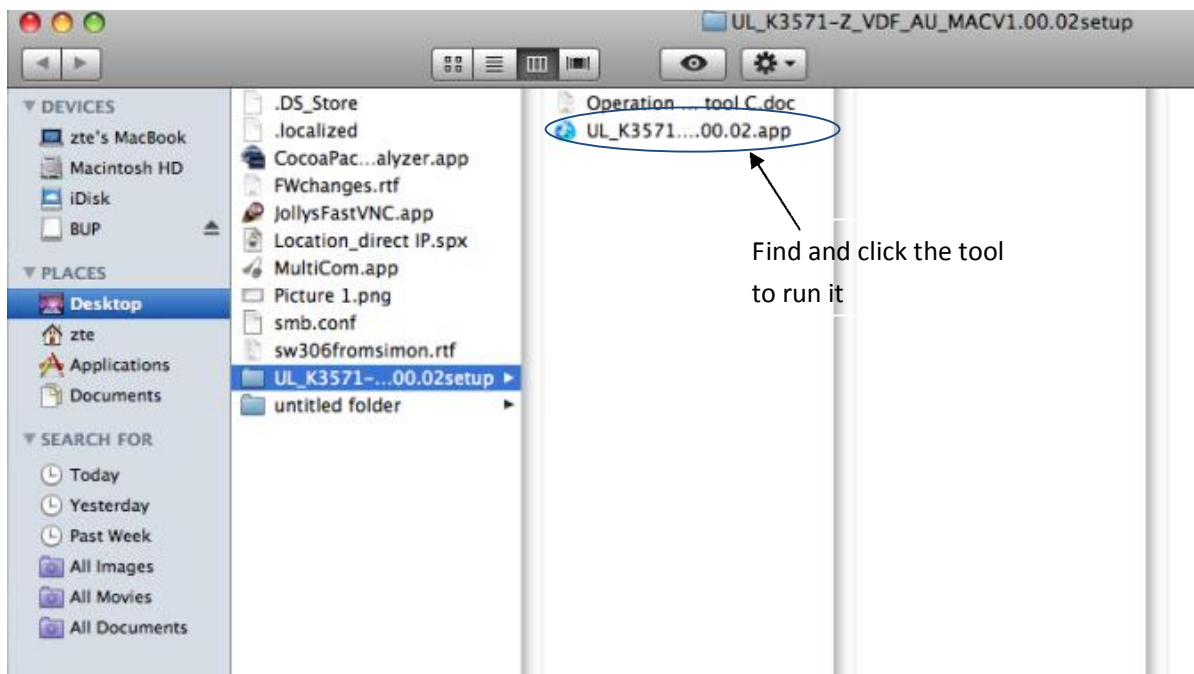 UL_K3571-Z_VDF_AU_MACV1.00.02setup
DEVICES
zte's MacBook
Macintosh HD
iDisk
BUP
PLACES
Desktop
zte
Applications
Documents
SEARCH FOR
Today
Yesterday
Past Week
All Images
All Movies
All Documents
.DS_Store
.localized
CocoaPac...alyzer.app
FWchanges.rtf
JollysFastVNC.app
Location_direct IP.spx
MultiCom.app
Picture 1.png
smb.conf
sw306fromsimon.rtf
UL_K3571-...00.02setup
untitled folder
Operation ... tool C.doc
UL_K3571....00.02.app
Find and click the tool
to run it